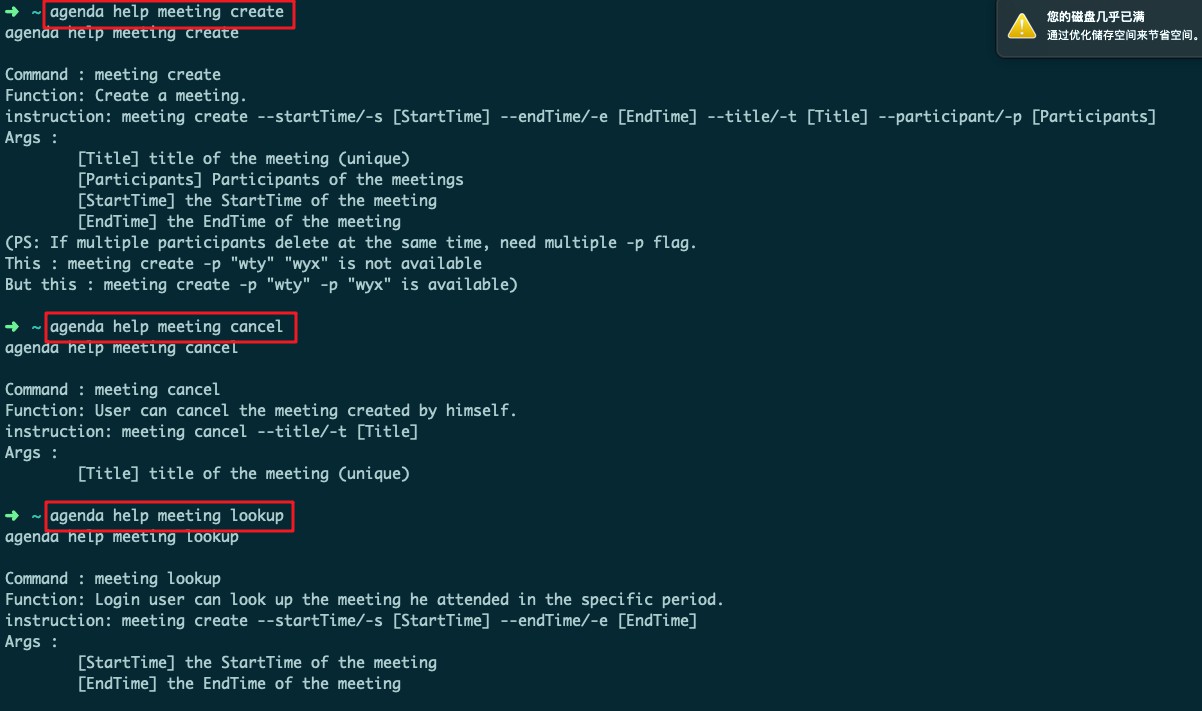 ➜ ~ agenda help meeting create
agenda help meeting create
Command : meeting create
Function: Create a meeting.
instruction: meeting create --startTime/-s [StartTime] --endTime/-e [EndTime] --title/-t [Title] --participant/-p [Participants]
Args :
[Title] title of the meeting (unique)
[Participants] Participants of the meetings
[StartTime] the StartTime of the meeting
[EndTime] the EndTime of the meeting
(PS: If multiple participants delete at the same time, need multiple -p flag.
This : meeting create -p "wty" "wyx" is not available
But this : meeting create -p "wty" -p "wyx" is available)
➜ ~ agenda help meeting cancel
agenda help meeting cancel
Command : meeting cancel
Function: User can cancel the meeting created by himself.
instruction: meeting cancel --title/-t [Title]
Args :
[Title] title of the meeting (unique)
➜ ~ agenda help meeting lookup
agenda help meeting lookup
Command : meeting lookup
Function: Login user can look up the meeting he attended in the specific period.
instruction: meeting create --startTime/-s [StartTime] --endTime/-e [EndTime]
Args :
[StartTime] the StartTime of the meeting
[EndTime] the EndTime of the meeting
您的磁盘几乎已满
通过优化储存空间来节省空间。